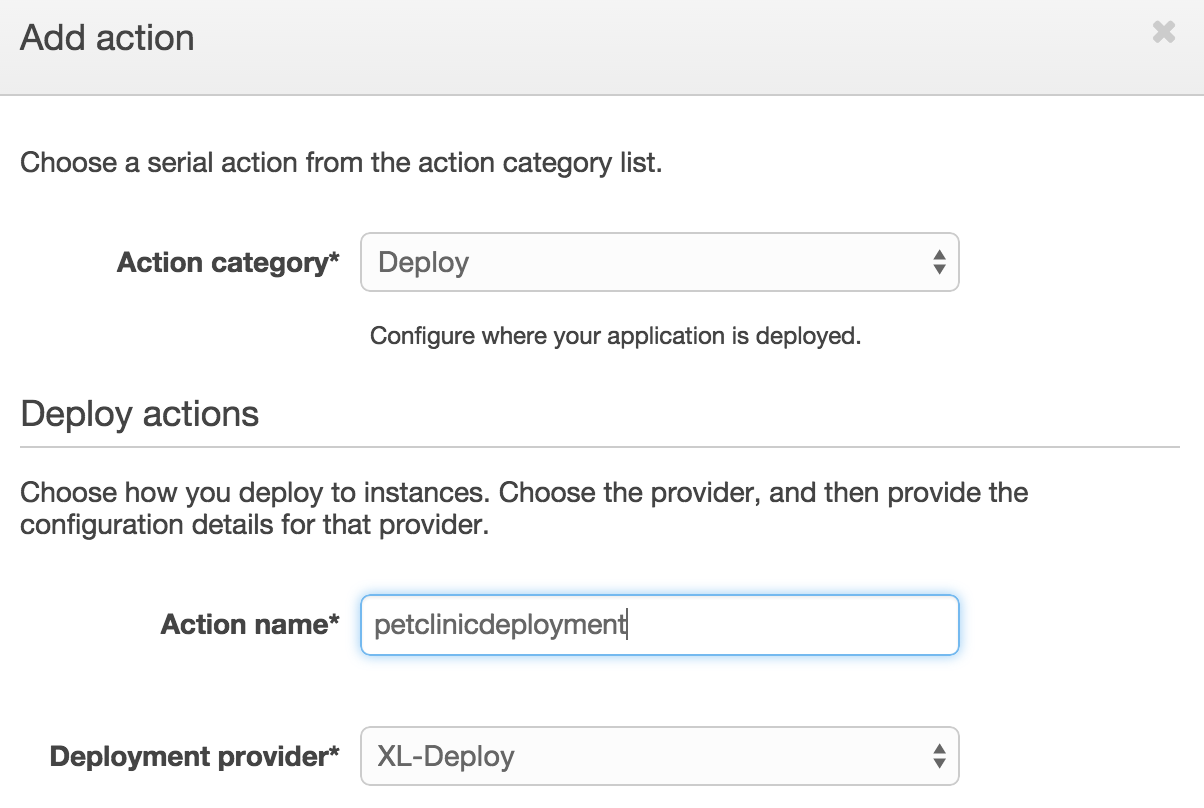 Add action
Choose a serial action from the action category list.
Action category* Deploy
Configure where your application is deployed.
Deploy actions
Choose how you deploy to instances. Choose the provider, and then provide the
configuration details for that provider.
Action name* petclinicdeployment
Deployment provider* XL-Deploy